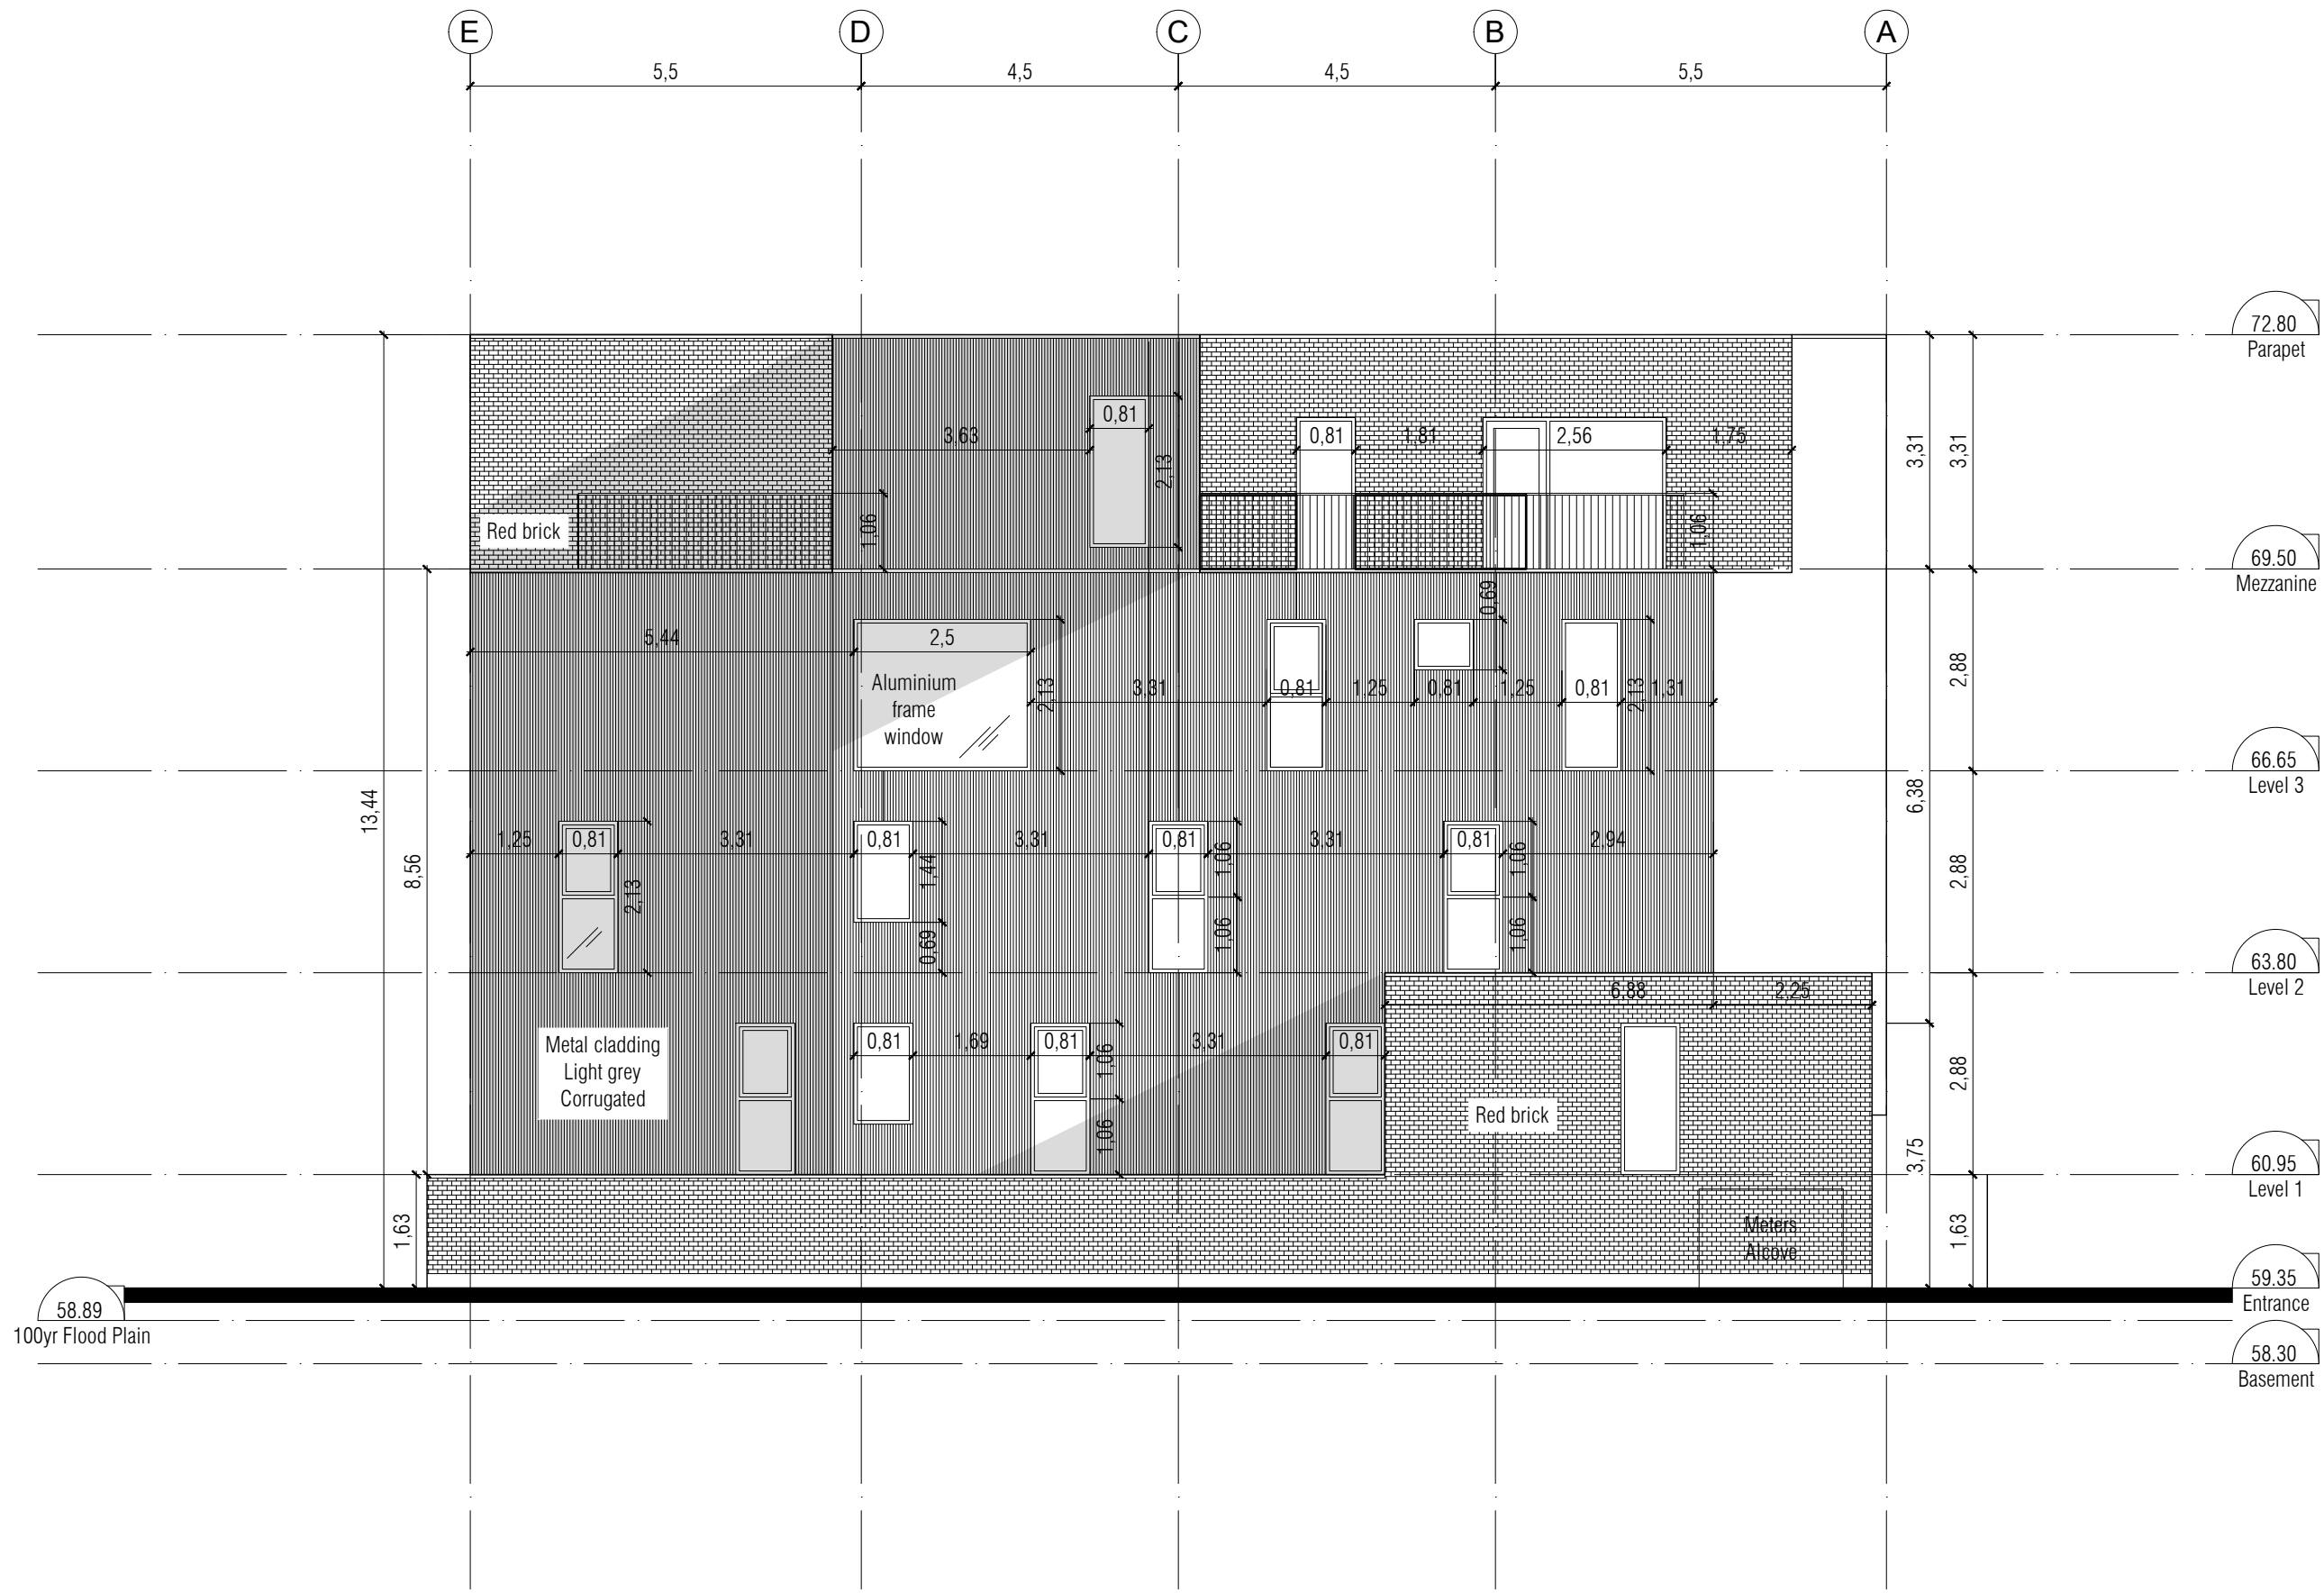 E D C B A
5,5 4,5 4,5 5,5
72.80
Parapet
0,81
3,63
2,13
0,81 1,81 2,56 1,75
3,31 3,31
Red brick
1,06
1,06
69.50
Mezzanine
0,69
5,44 2,5
Aluminium
frame
window
2,13
3,31 0,81 1,25 0,81 1,25 0,81 2,13 1,31
2,88
66.65
Level 3
13,44
6,38
1,25 0,81 3,31 0,81 3,31 0,81 3,31 0,81 2,94
8,56
2,13
1,44
1,06
1,06
2,88
0,69
1,06
1,06
63.80
Level 2
6,88 2,25
Metal cladding
Light grey
Corrugated
0,81 1,69 0,81 3,31 0,81
1,06
1,06
2,88
Red brick
3,75
60.95
Level 1
1,63
Meters
Alcove
1,63
59.35
Entrance
58.89
100yr Flood Plain
58.30
Basement